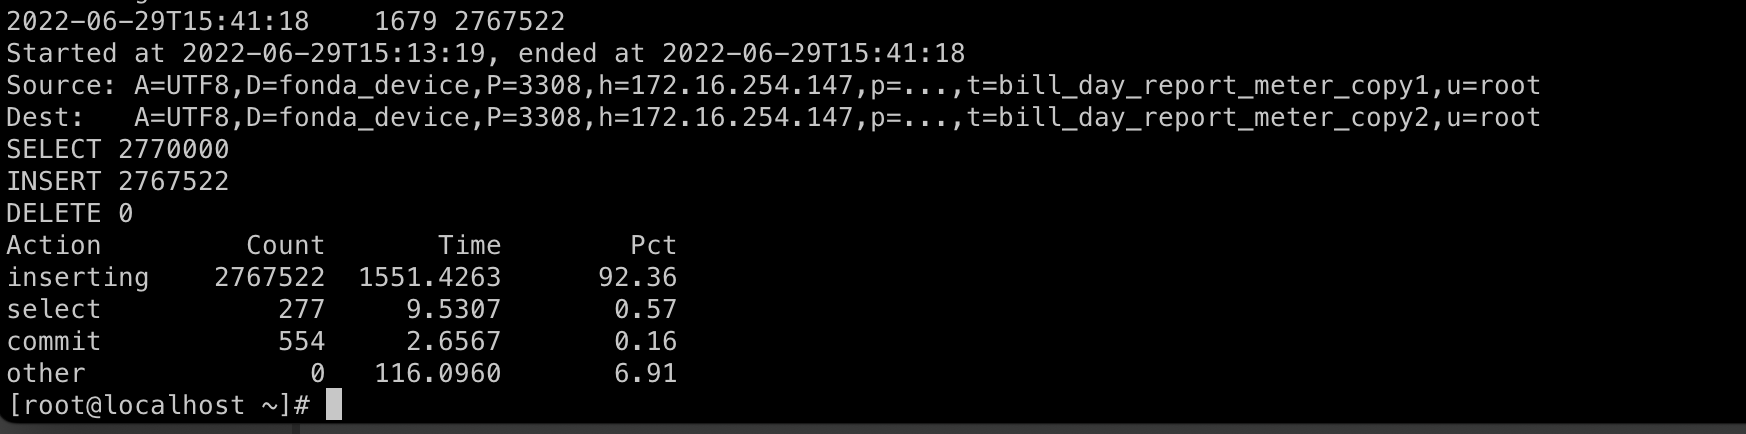 2022-06-29T15:41:18    1679 2767522
Started at 2022-06-29T15:13:19, ended at 2022-06-29T15:41:18
Source: A=UTF8,D=fonda_device,P=3308,h=172.16.254.147,p=...,t=bill_day_report_meter_copy1,u=root
Dest:   A=UTF8,D=fonda_device,P=3308,h=172.16.254.147,p=...,t=bill_day_report_meter_copy2,u=root
SELECT 2770000
INSERT 2767522
DELETE 0
Action         Count       Time        Pct
inserting    2767522  1551.4263      92.36
select           277     9.5307       0.57
commit           554     2.6567       0.16
other              0   116.0960       6.91
[root@localhost ~]#